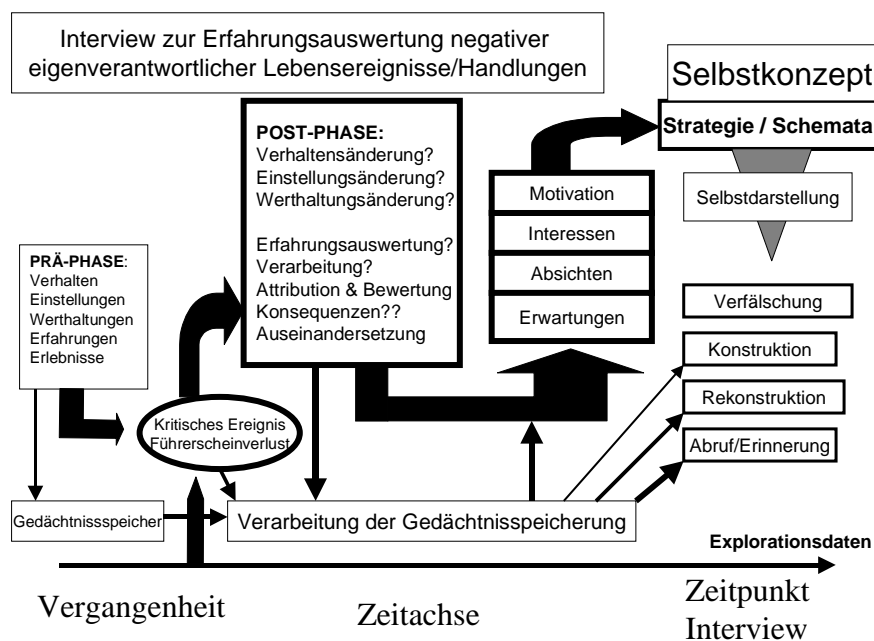 Interview zur Erfahrungsauswertung negativer
eigenverantwortlicher Lebensereignisse/Handlungen
Selbstkonzept
Strategie / Schemata
Selbstdarstellung
POST-PHASE:
Verhaltensänderung?
Einstellungsänderung?
Werthaltungsänderung?
Erfahrungsauswertung?
Verarbeitung?
Attribution & Bewertung
Konsequenzen??
Auseinandersetzung
Motivation
Interessen
Absichten
Erwartungen
PRÄ-PHASE:
Verhalten
Einstellungen
Werthaltungen
Erfahrungen
Erlebnisse
Verfälschung
Konstruktion
Rekonstruktion
Abruf/Erinnerung
Kritisches Ereignis
Führerscheinverlust
Gedächtnissspeicher
Verarbeitung der Gedächtnisspeicherung
Explorationsdaten
Vergangenheit
Zeitachse
Zeitpunkt
Interview